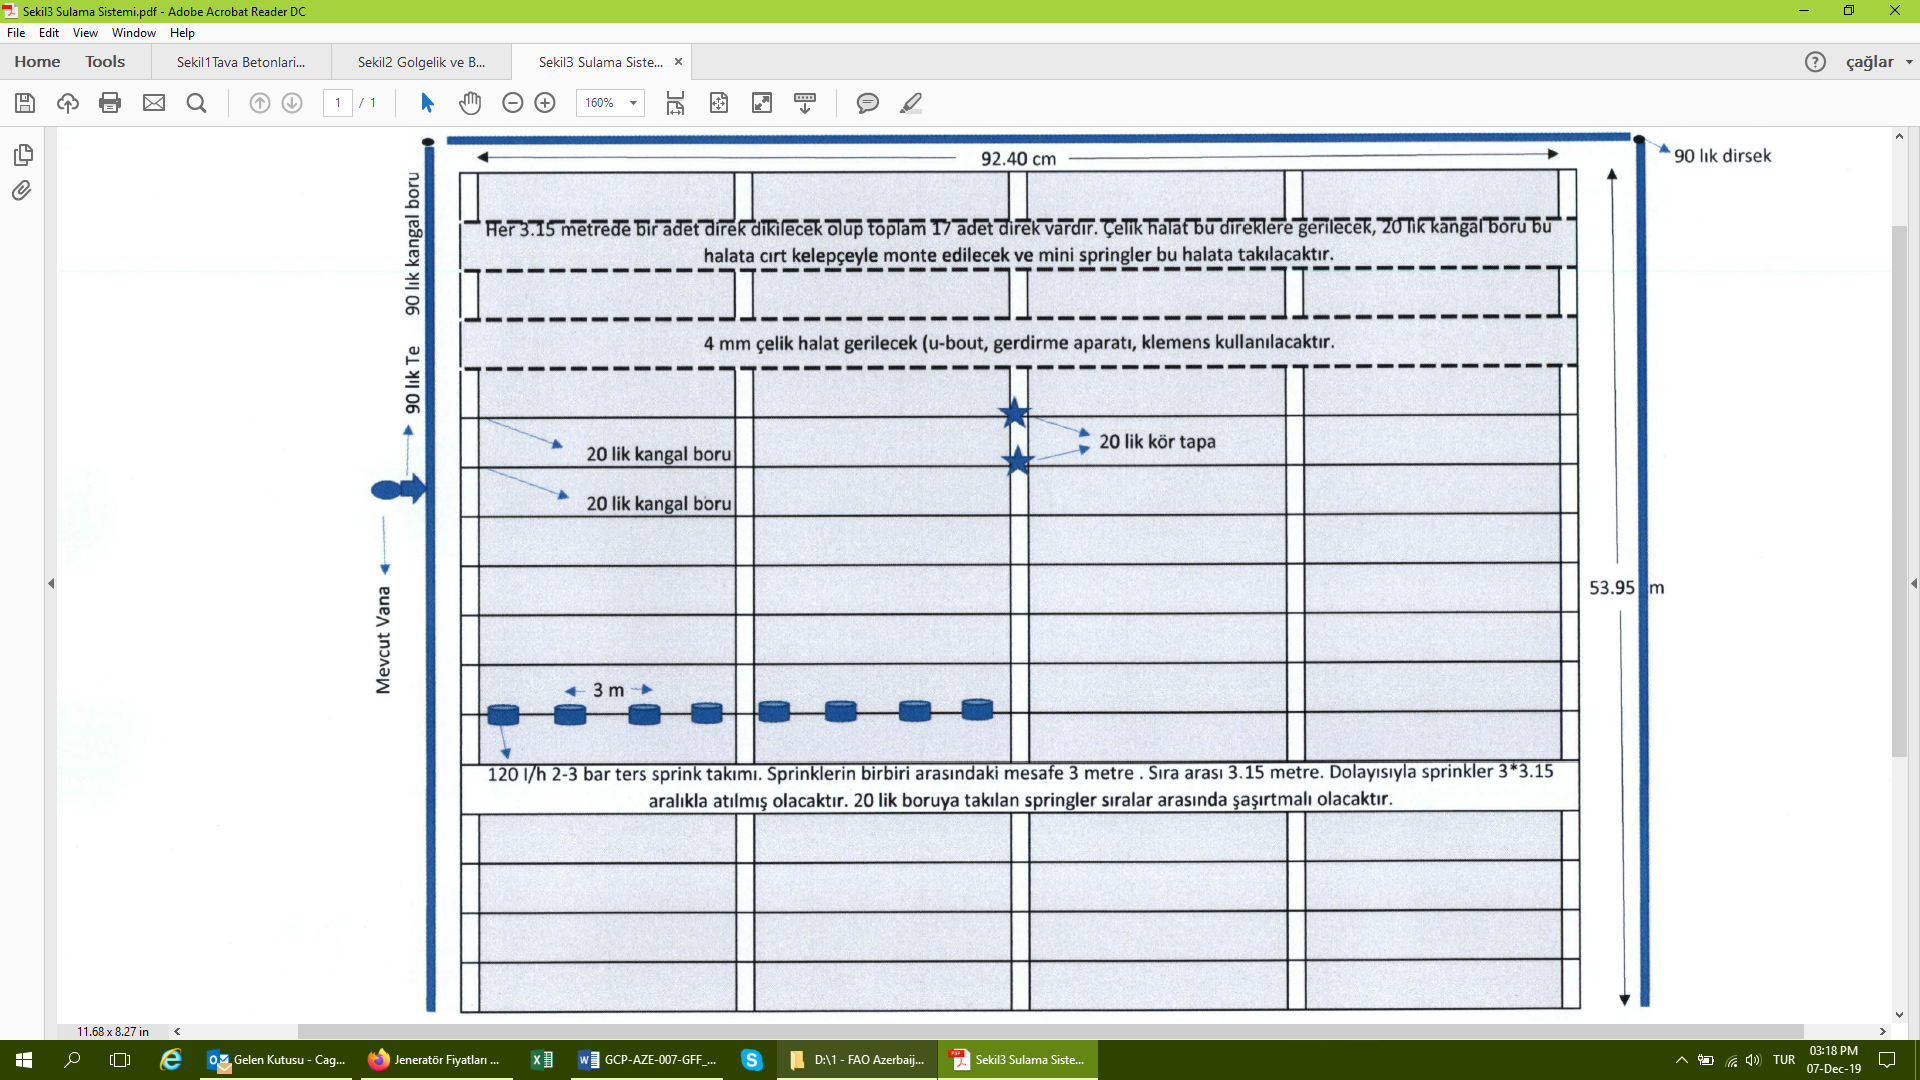 Sekil3 Sulama Sistemi.pdf - Adobe Acrobat Reader DC
File Edit View Window Help
Home Tools Sekil1Tava Betonlari... Sekil2 Golgelik ve B... Sekil3 Sulama Siste... × çağlar
1 / 1 160%
92.40 cm
90 lık dirsek
90 lık kangal boru
Her 3.15 metrede bir adet direk dikilecek olup toplam 17 adet direk vardır. Çelik halat bu direklere gerilecek, 20 lik kangal boru bu
halata cırt kelepçeyle monte edilecek ve mini springler bu halata takılacaktır.
4 mm çelik halat gerilecek (u-bout, gerdirme aparatı, klemens kullanılacaktır.
90 lık Te
20 lik kör tapa
20 lik kangal boru
20 lik kangal boru
Mevcut Vana
53.95 m
3 m
120 l/h 2-3 bar ters sprink takımı. Sprinklerin birbiri arasındaki mesafe 3 metre . Sıra arası 3.15 metre. Dolayısıyla sprinkler 3*3.15
aralıkla atılmış olacaktır. 20 lik boruya takılan springler sıralar arasında şaşırtmalı olacaktır.
11.68 x 8.27 in
Gelen Kutusu - Cag... Jeneratör Fiyatları ... GCP-AZE-007-GFF_... D:\1 - FAO Azerbaij... Sekil3 Sulama Siste... TUR 03:18 PM
07-Dec-19